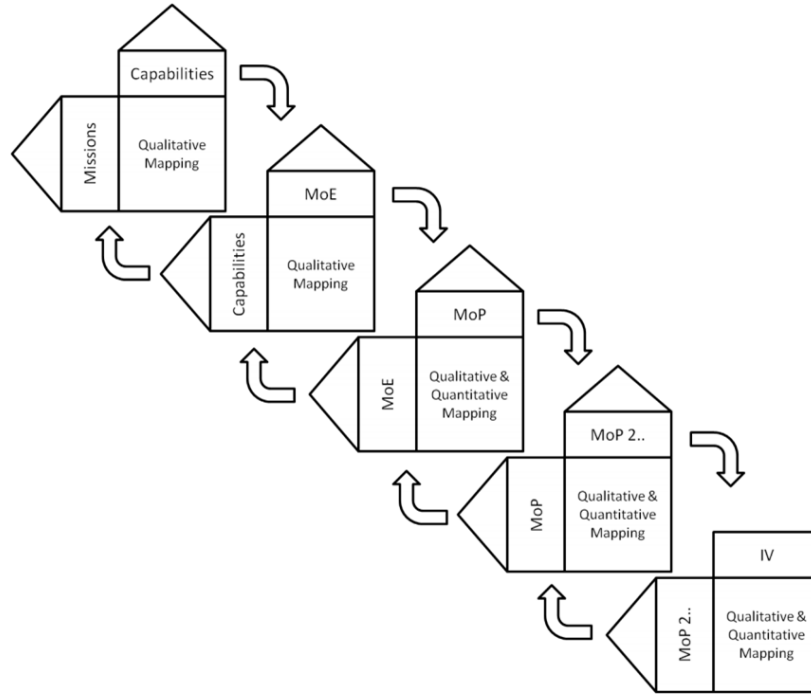 Capabilities
Missions
Qualitative
Mapping
MoE
Capabilities
Qualitative
Mapping
MoP
MoE
Qualitative &
Quantitative
Mapping
MoP 2..
MoP
Qualitative &
Quantitative
Mapping
IV
MoP 2..
Qualitative &
Quantitative
Mapping